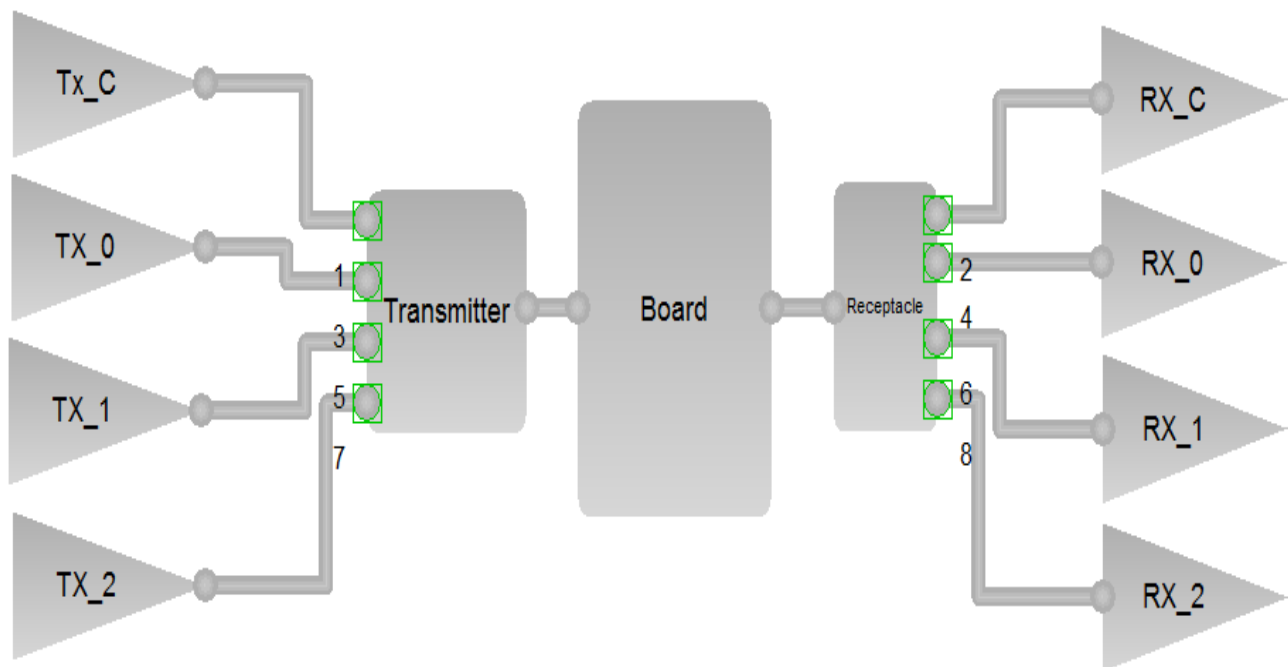 Tx_C
RX_C
TX_0
RX_0
1
2
Transmitter
Board
Receptacle
3
4
5
6
TX_1
RX_1
7
8
TX_2
RX_2